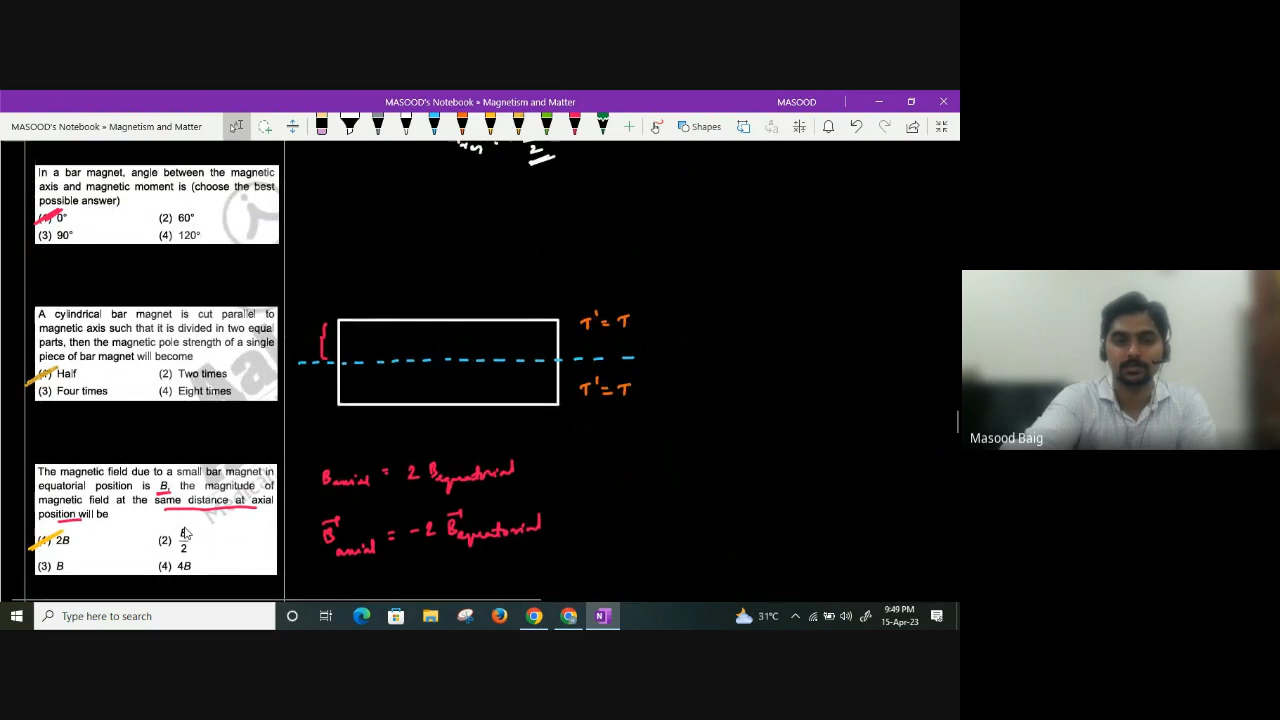 MASOOD's Notebook » Magnetism and Matter
MASOOD
MASOOD's Notebook » Magnetism and Matter
Shapes
2
In a bar magnet, angle between the magnetic
axis and magnetic moment is (choose the best
possible answer)
(1) 0°
(2) 60°
(3) 90°
(4) 120°
A cylindrical bar magnet is cut parallel to
magnetic axis such that it is divided in two equal
parts, then the magnetic pole strength of a single
piece of bar magnet will become
(1) Half
(2) Two times
(3) Four times
(4) Eight times
T' = T
T' = T
The magnetic field due to a small bar magnet in
equatorial position is B, the magnitude of
magnetic field at the same distance at axial
position will be
(1) 2B
(2) B/2
(3) B
(4) 4B
B axial = 2 B equatorial
B⃗ axial = -2 B⃗ equatorial
Masood Baig
Type here to search
31°C
9:49 PM
15-Apr-23